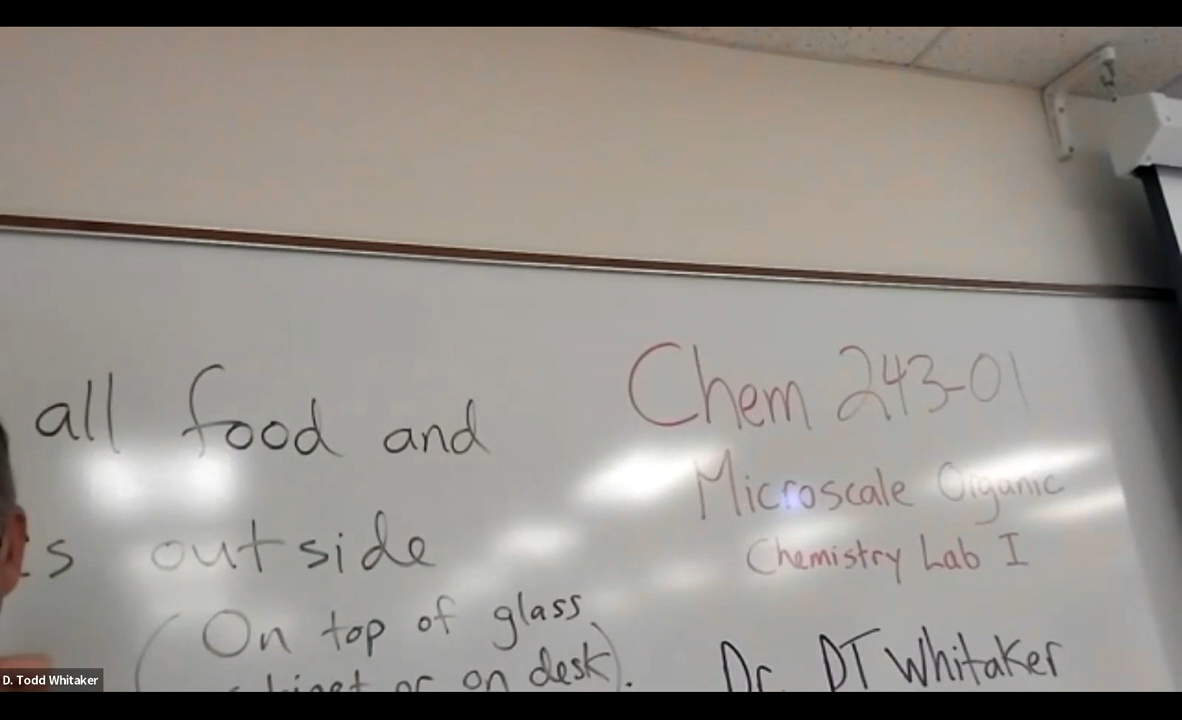 all food and
s outside
(On top of glass
or on desk).
Chem 243-01
Microscale Organic
Chemistry Lab I
Dr. DT Whitaker
D. Todd Whitaker